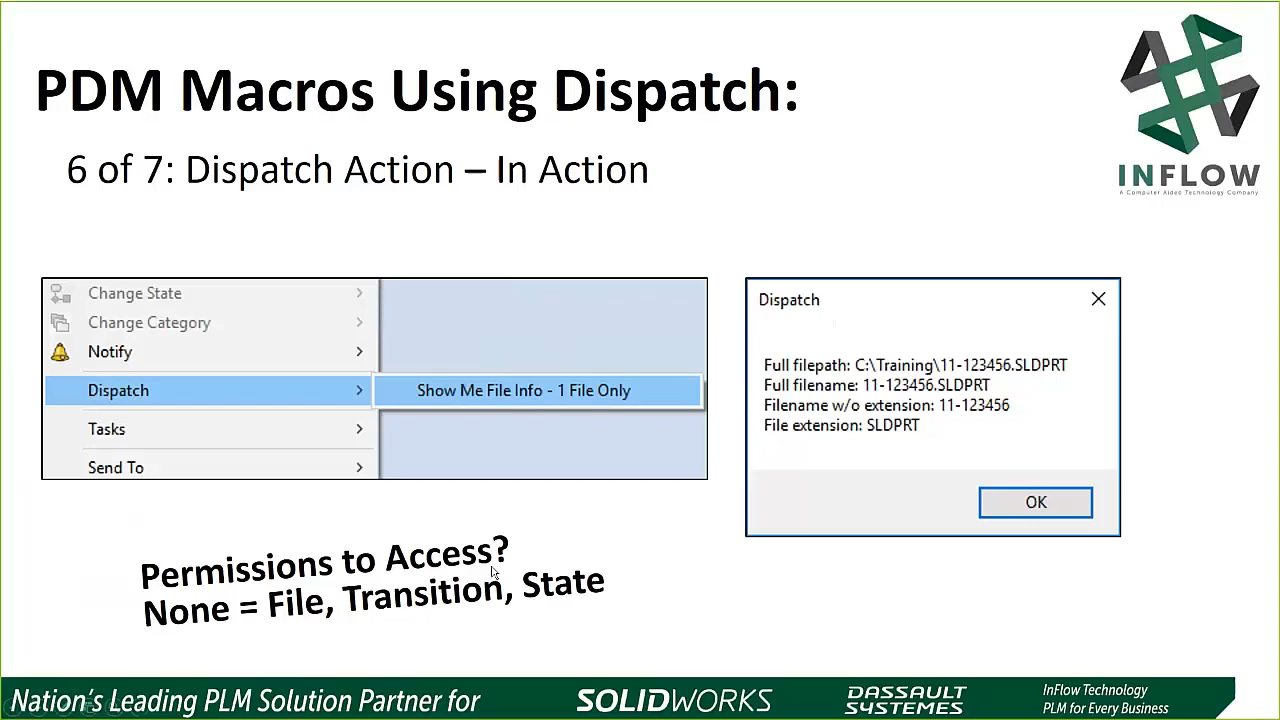 PDM Macros Using Dispatch:
6 of 7: Dispatch Action – In Action
INFLOW
A Computer Aided Technology Company
Change State
Change Category
Notify
Dispatch
Show Me File Info - 1 File Only
Tasks
Send To
Dispatch
Full filepath: C:\Training\11-123456.SLDPRT
Full filename: 11-123456.SLDPRT
Filename w/o extension: 11-123456
File extension: SLDPRT
OK
Permissions to Access?
None = File, Transition, State
Nation's Leading PLM Solution Partner for
SOLIDWORKS
DASSAULT
SYSTEMES
InFlow Technology
PLM for Every Business